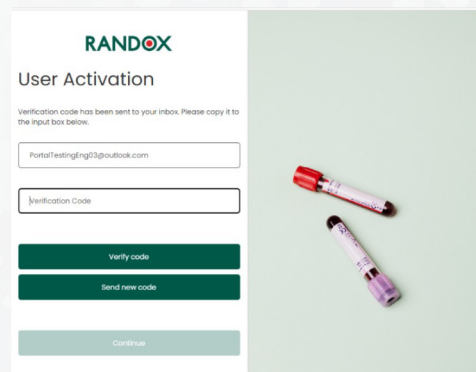 RANDOX
User Activation
Verification code has been sent to your inbox. Please copy it to
the input box below.
PortalTestingEng03@outlook.com
Verification Code
Verify code
Send new code
Continue